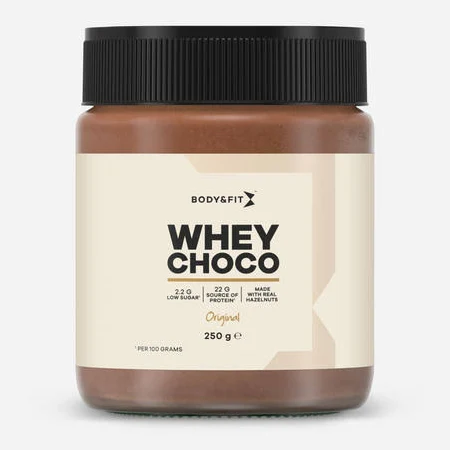 BODY&FIT
WHEY
CHOCO
2.2 G
LOW SUGAR¹
22 G
SOURCE OF
PROTEIN¹
MADE
WITH REAL
HAZELNUTS
Original
250 g ℮
¹ PER 100 GRAMS